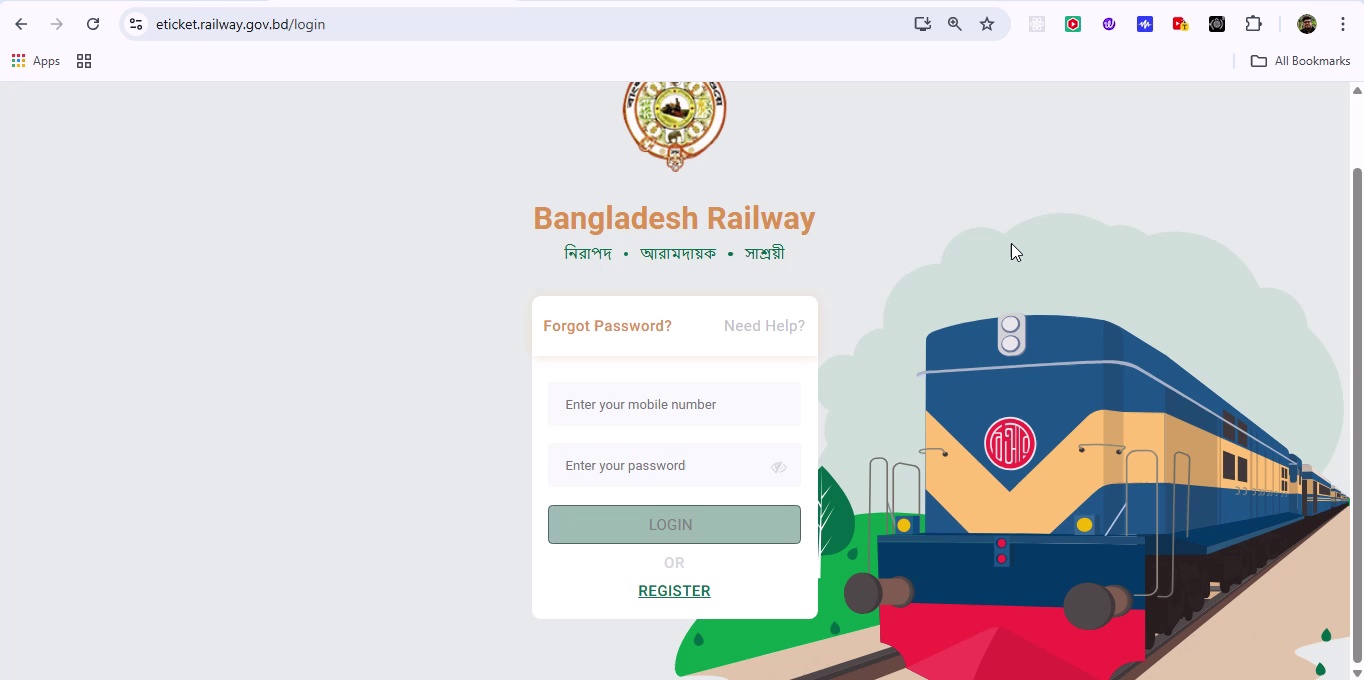 eticket.railway.gov.bd/login
Apps
All Bookmarks
Bangladesh Railway
নিরাপদ • আরামদায়ক • সাশ্রয়ী
Forgot Password? Need Help?
Enter your mobile number
Enter your password
LOGIN
OR
REGISTER